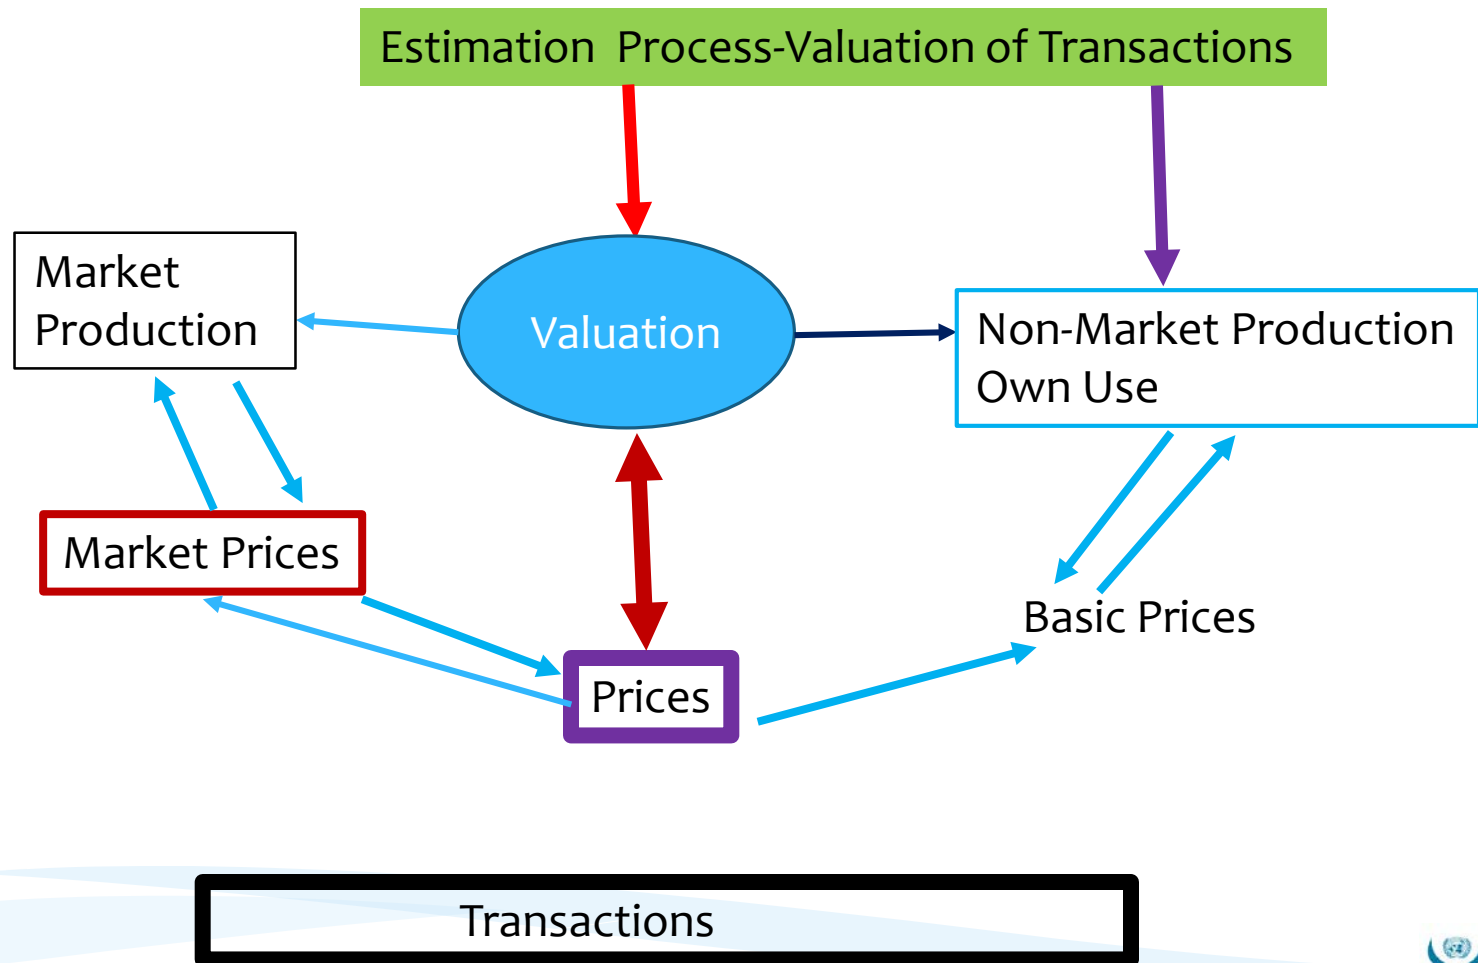 Estimation  Process-Valuation of Transactions
Market
Production
Valuation
Non-Market Production
Own Use
Market Prices
Basic Prices
Prices
Transactions